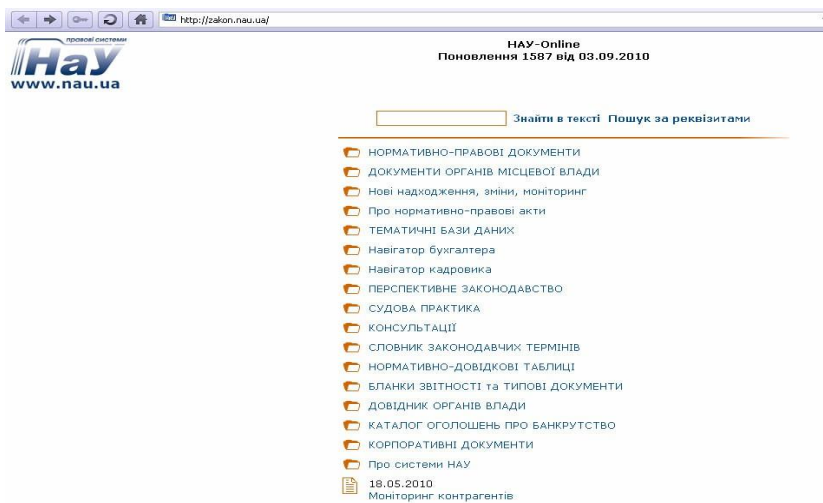 http://zakon.nau.ua/
правові системи
НаУ
www.nau.ua
НАУ-Online
Поновлення 1587 від 03.09.2010
Знайти в тексті Пошук за реквізитами
НОРМАТИВНО-ПРАВОВІ ДОКУМЕНТИ
ДОКУМЕНТИ ОРГАНІВ МІСЦЕВОЇ ВЛАДИ
Нові надходження, зміни, моніторинг
Про нормативно-правові акти
ТЕМАТИЧНІ БАЗИ ДАНИХ
Навігатор бухгалтера
Навігатор кадровика
ПЕРСПЕКТИВНЕ ЗАКОНОДАВСТВО
СУДОВА ПРАКТИКА
КОНСУЛЬТАЦІЇ
СЛОВНИК ЗАКОНОДАВЧИХ ТЕРМІНІВ
НОРМАТИВНО-ДОВІДКОВІ ТАБЛИЦІ
БЛАНКИ ЗВІТНОСТІ та ТИПОВІ ДОКУМЕНТИ
ДОВІДНИК ОРГАНІВ ВЛАДИ
КАТАЛОГ ОГОЛОШЕНЬ ПРО БАНКРУТСТВО
КОРПОРАТИВНІ ДОКУМЕНТИ
Про системи НАУ
18.05.2010
Моніторинг контрагентів